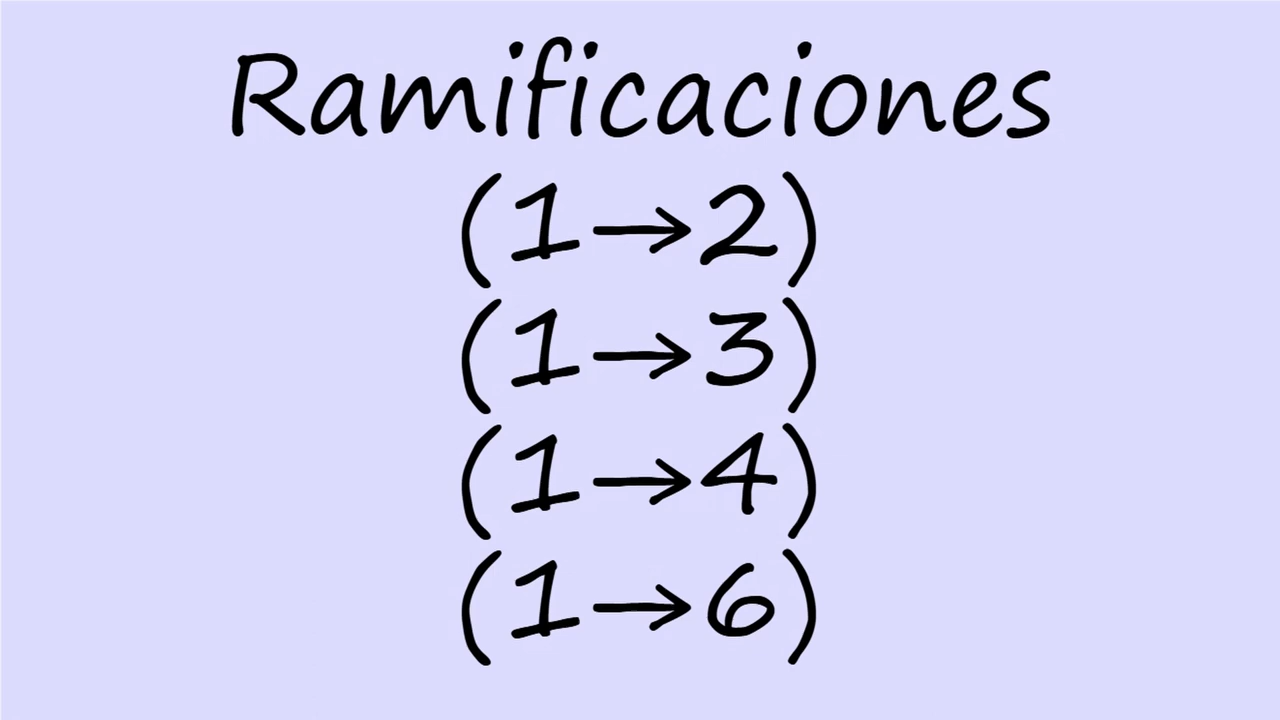 Ramificaciones
(1→2)
(1→3)
(1→4)
(1→6)